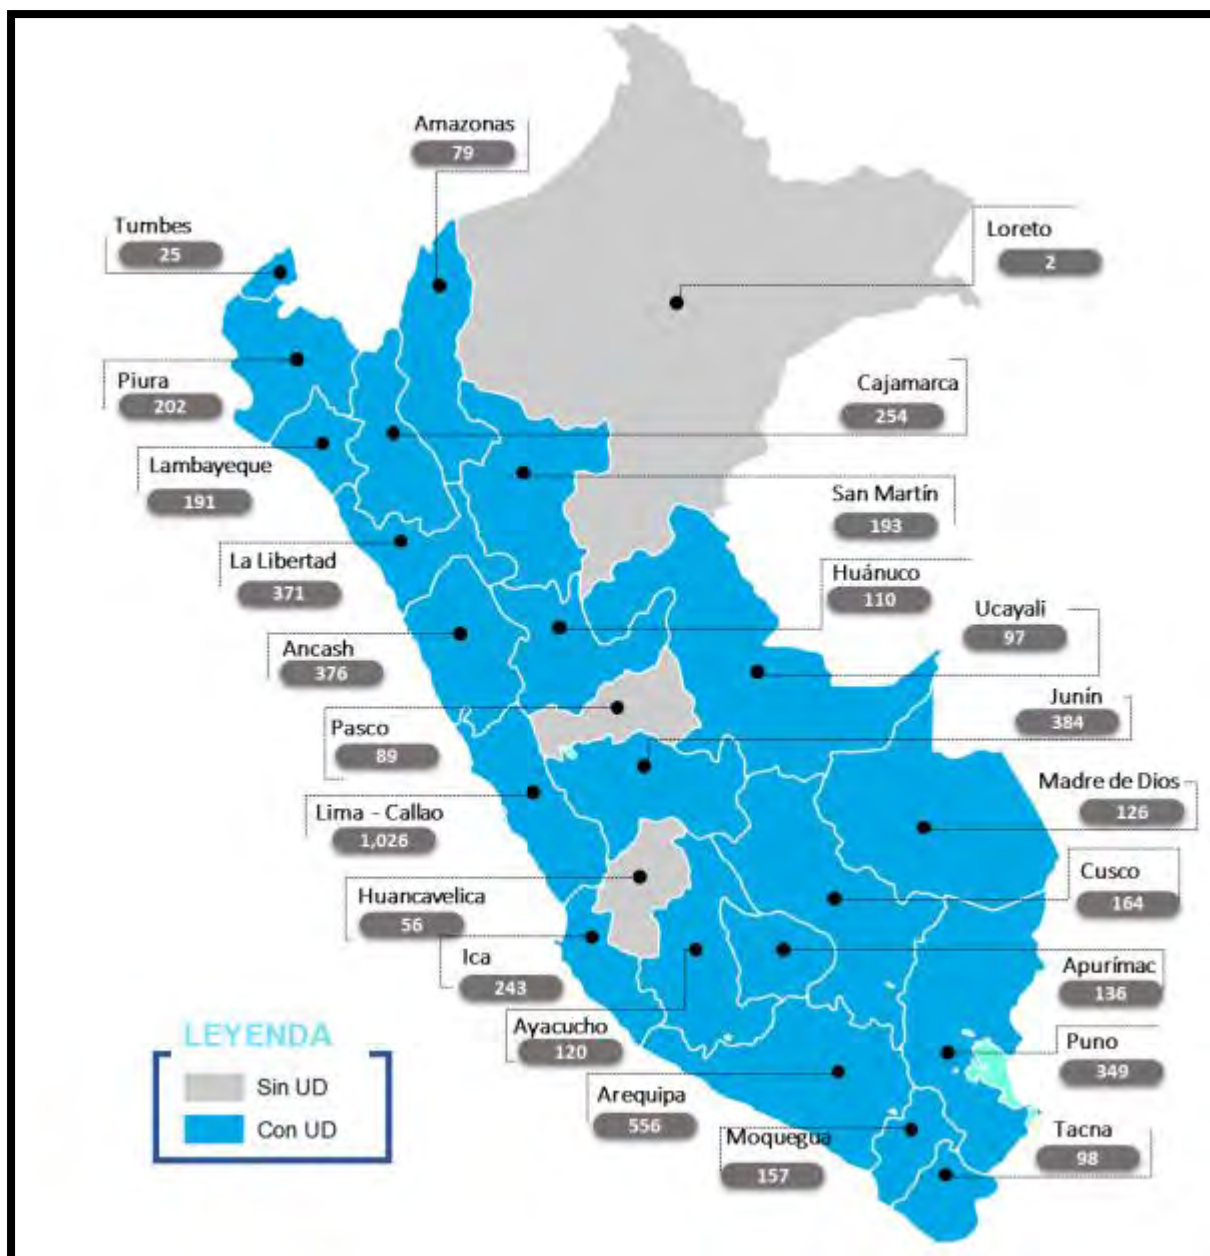 Amazonas
79
Tumbes
25
Loreto
2
Piura
202
Cajamarca
254
Lambayeque
191
San Martín
193
La Libertad
371
Huánuco
110
Ucayali
97
Ancash
376
Junín
384
Pasco
89
Madre de Dios
126
Lima - Callao
1,026
Cusco
164
Huancavelica
56
Ica
243
Apurímac
136
Ayacucho
120
Puno
349
Arequipa
556
Moquegua
157
Tacna
98
LEYENDA
Sin UD
Con UD